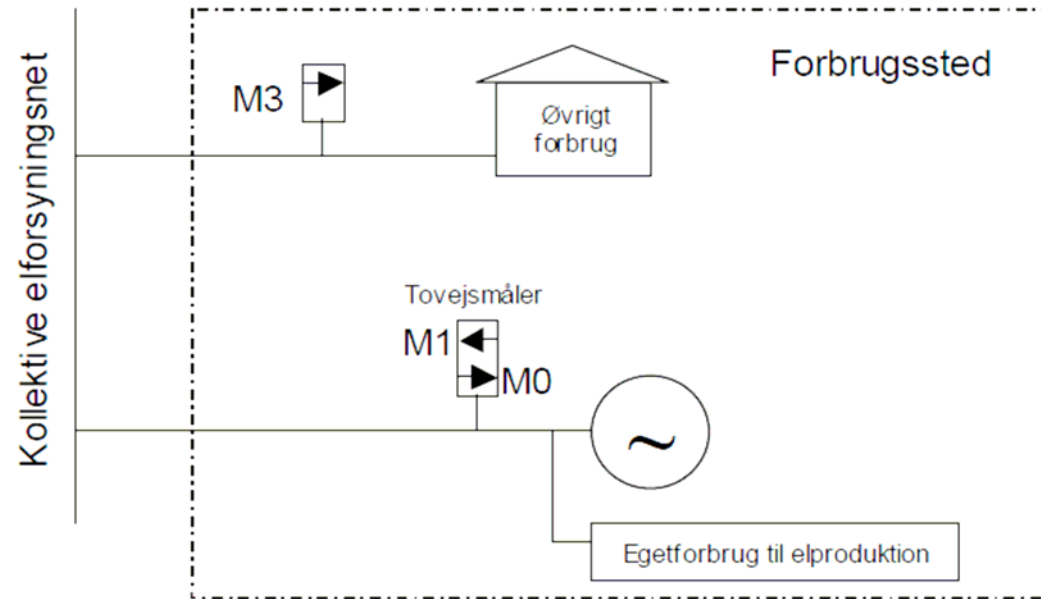 Kollektive elforsyningsnet
Forbrugssted
M3
Øvrigt
forbrug
Tovejsmåler
M1
M0
~
Egetforbrug til elproduktion